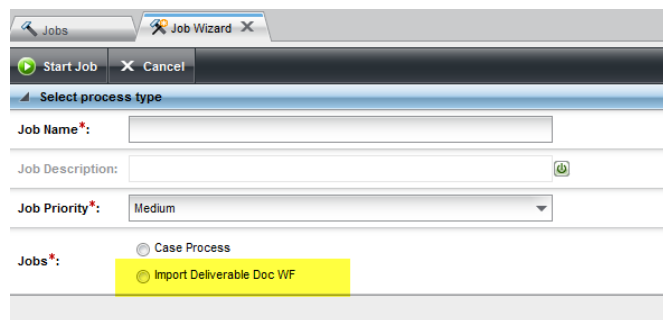 Jobs
Job Wizard
Start Job
Cancel
Select process type
Job Name*:
Job Description:
Job Priority*:
Medium
Jobs*:
Case Process
Import Deliverable Doc WF